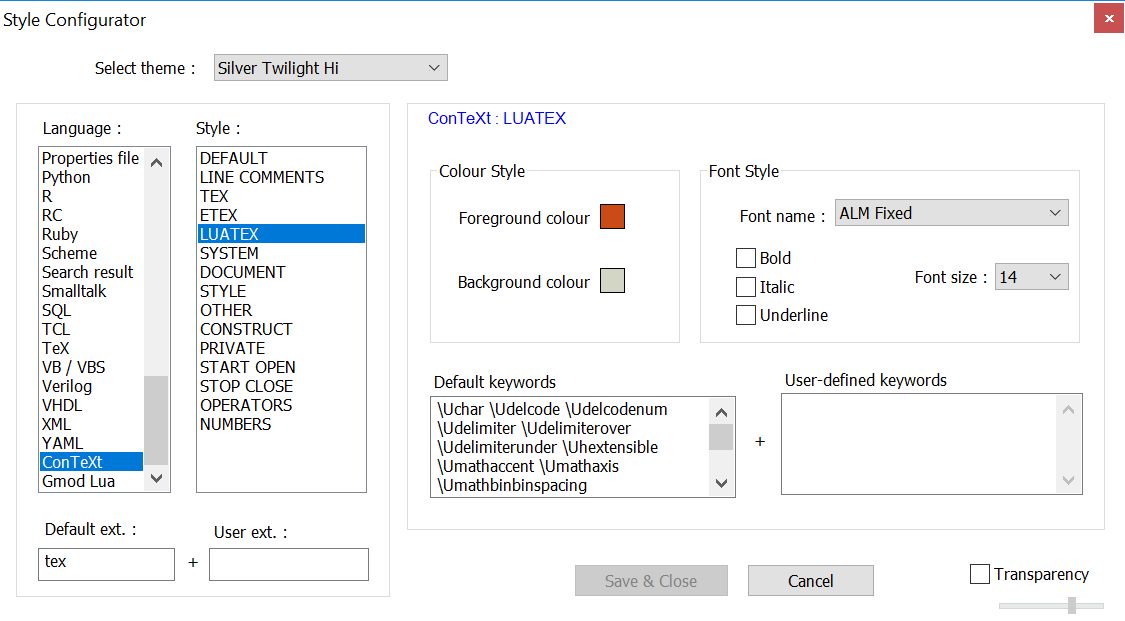 Style Configurator
Select theme : Silver Twilight Hi
Language :
Properties file
Python
R
RC
Ruby
Scheme
Search result
Smalltalk
SQL
TCL
TeX
VB / VBS
Verilog
VHDL
XML
YAML
ConTeXt
Gmod Lua
Style :
DEFAULT
LINE COMMENTS
TEX
ETEX
LUATEX
SYSTEM
DOCUMENT
STYLE
OTHER
CONSTRUCT
PRIVATE
START OPEN
STOP CLOSE
OPERATORS
NUMBERS
Default ext. :
tex
+
User ext. :
ConTeXt : LUATEX
Colour Style
Foreground colour
Background colour
Font Style
Font name : ALM Fixed
Bold
Italic
Underline
Font size : 14
Default keywords
\Uchar \Udelcode \Udelcodenum
\Udelimiter \Udelimiterover
\Udelimiterunder \Uhextensible
\Umathaccent \Umathaxis
\Umathbinbinspacing
+
User-defined keywords
Save & Close
Cancel
Transparency